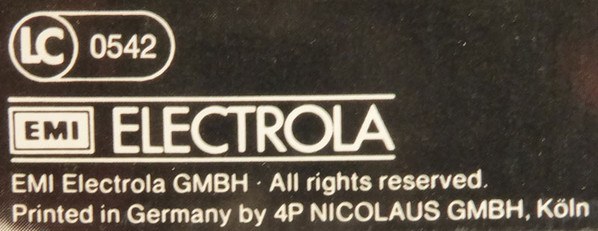 LC 0542
EMI ELECTROLA
EMI Electrola GMBH · All rights reserved.
Printed in Germany by 4P NICOLAUS GMBH, Köln